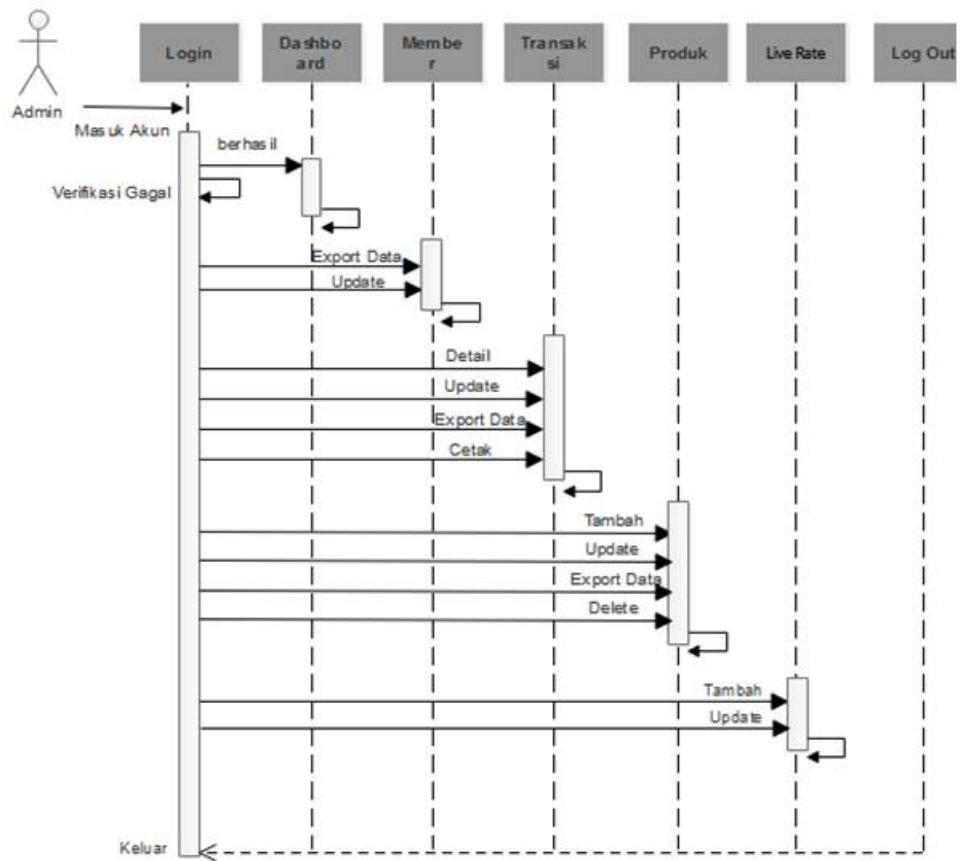 Login
Dashbo
ard
Membe
r
Transak
si
Produk
Live Rate
Log Out
Admin
Masuk Akun
berhasil
Verifikasi Gagal
Export Data
Update
Detail
Update
Export Data
Cetak
Tambah
Update
Export Data
Delete
Tambah
Update
Keluar